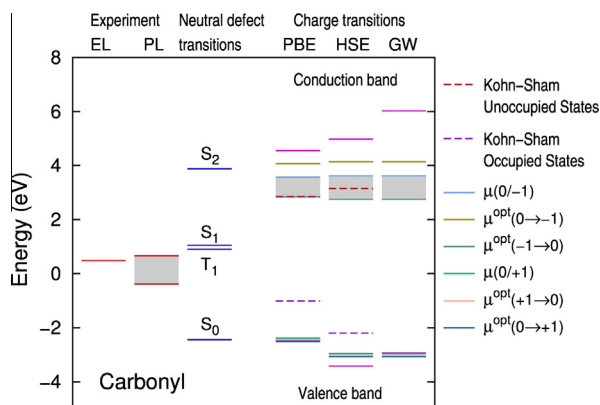 Experiment Neutral defect Charge transitions
EL PL transitions PBE HSE GW
8
6
4
2
0
−2
−4
Energy (eV)
Conduction band
S2
S1
T1
S0
Carbonyl
Valence band
Kohn−Sham
Unoccupied States
Kohn−Sham
Occupied States
μ(0/−1)
μopt(0→−1)
μopt(−1→0)
μ(0/+1)
μopt(+1→0)
μopt(0→+1)